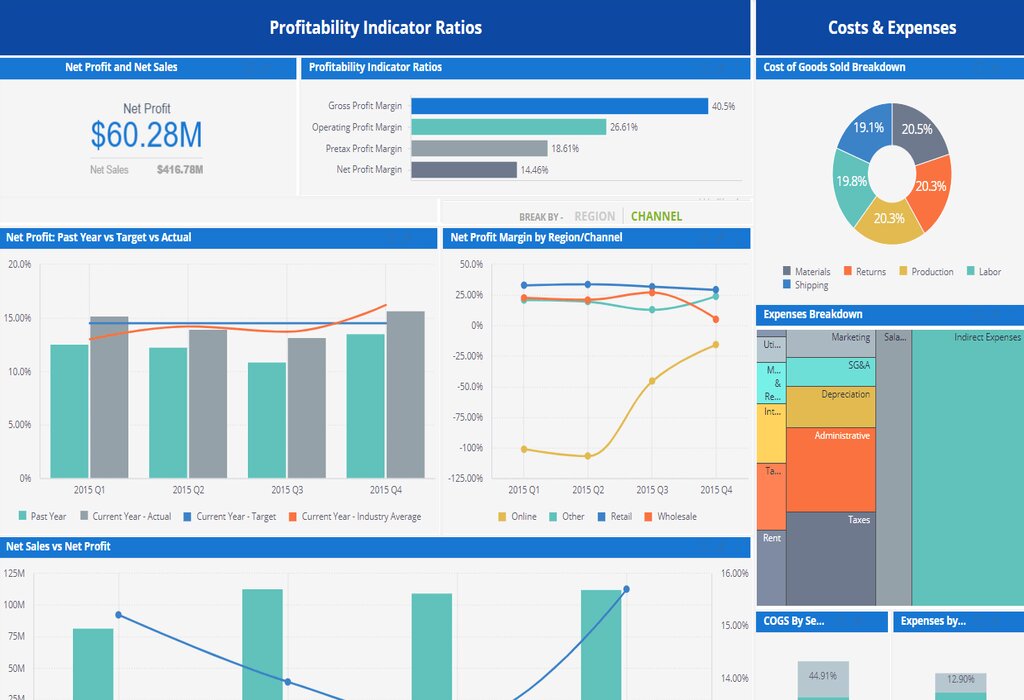 Profitability Indicator Ratios
Costs & Expenses
Net Profit and Net Sales
Profitability Indicator Ratios
Cost of Goods Sold Breakdown
Net Profit
$60.28M
Net Sales $416.78M
Gross Profit Margin 40.5%
Operating Profit Margin 26.61%
Pretax Profit Margin 18.61%
Net Profit Margin 14.46%
19.1% 20.5%
19.8% 20.3%
20.3%
Materials Returns Production Labor
Shipping
BREAK BY - REGION CHANNEL
Net Profit: Past Year vs Target vs Actual
20.0%
15.00%
10.0%
5.00%
0%
2015 Q1 2015 Q2 2015 Q3 2015 Q4
Past Year Current Year - Actual Current Year - Target Current Year - Industry Average
Net Profit Margin by Region/Channel
50.0%
25.00%
0%
-25.00%
-50.0%
-75.00%
-100%
-125.00%
2015 Q1 2015 Q2 2015 Q3 2015 Q4
Online Other Retail Wholesale
Expenses Breakdown
Uti...
M...
&
Re...
Int...
Ta...
Rent
Marketing
SG&A
Depreciation
Administrative
Taxes
Sala...
Indirect Expenses
Net Sales vs Net Profit
125M
100M
75M
50M
25M
16.00%
15.00%
14.00%
COGS By Se...
44.91%
Expenses by...
12.90%